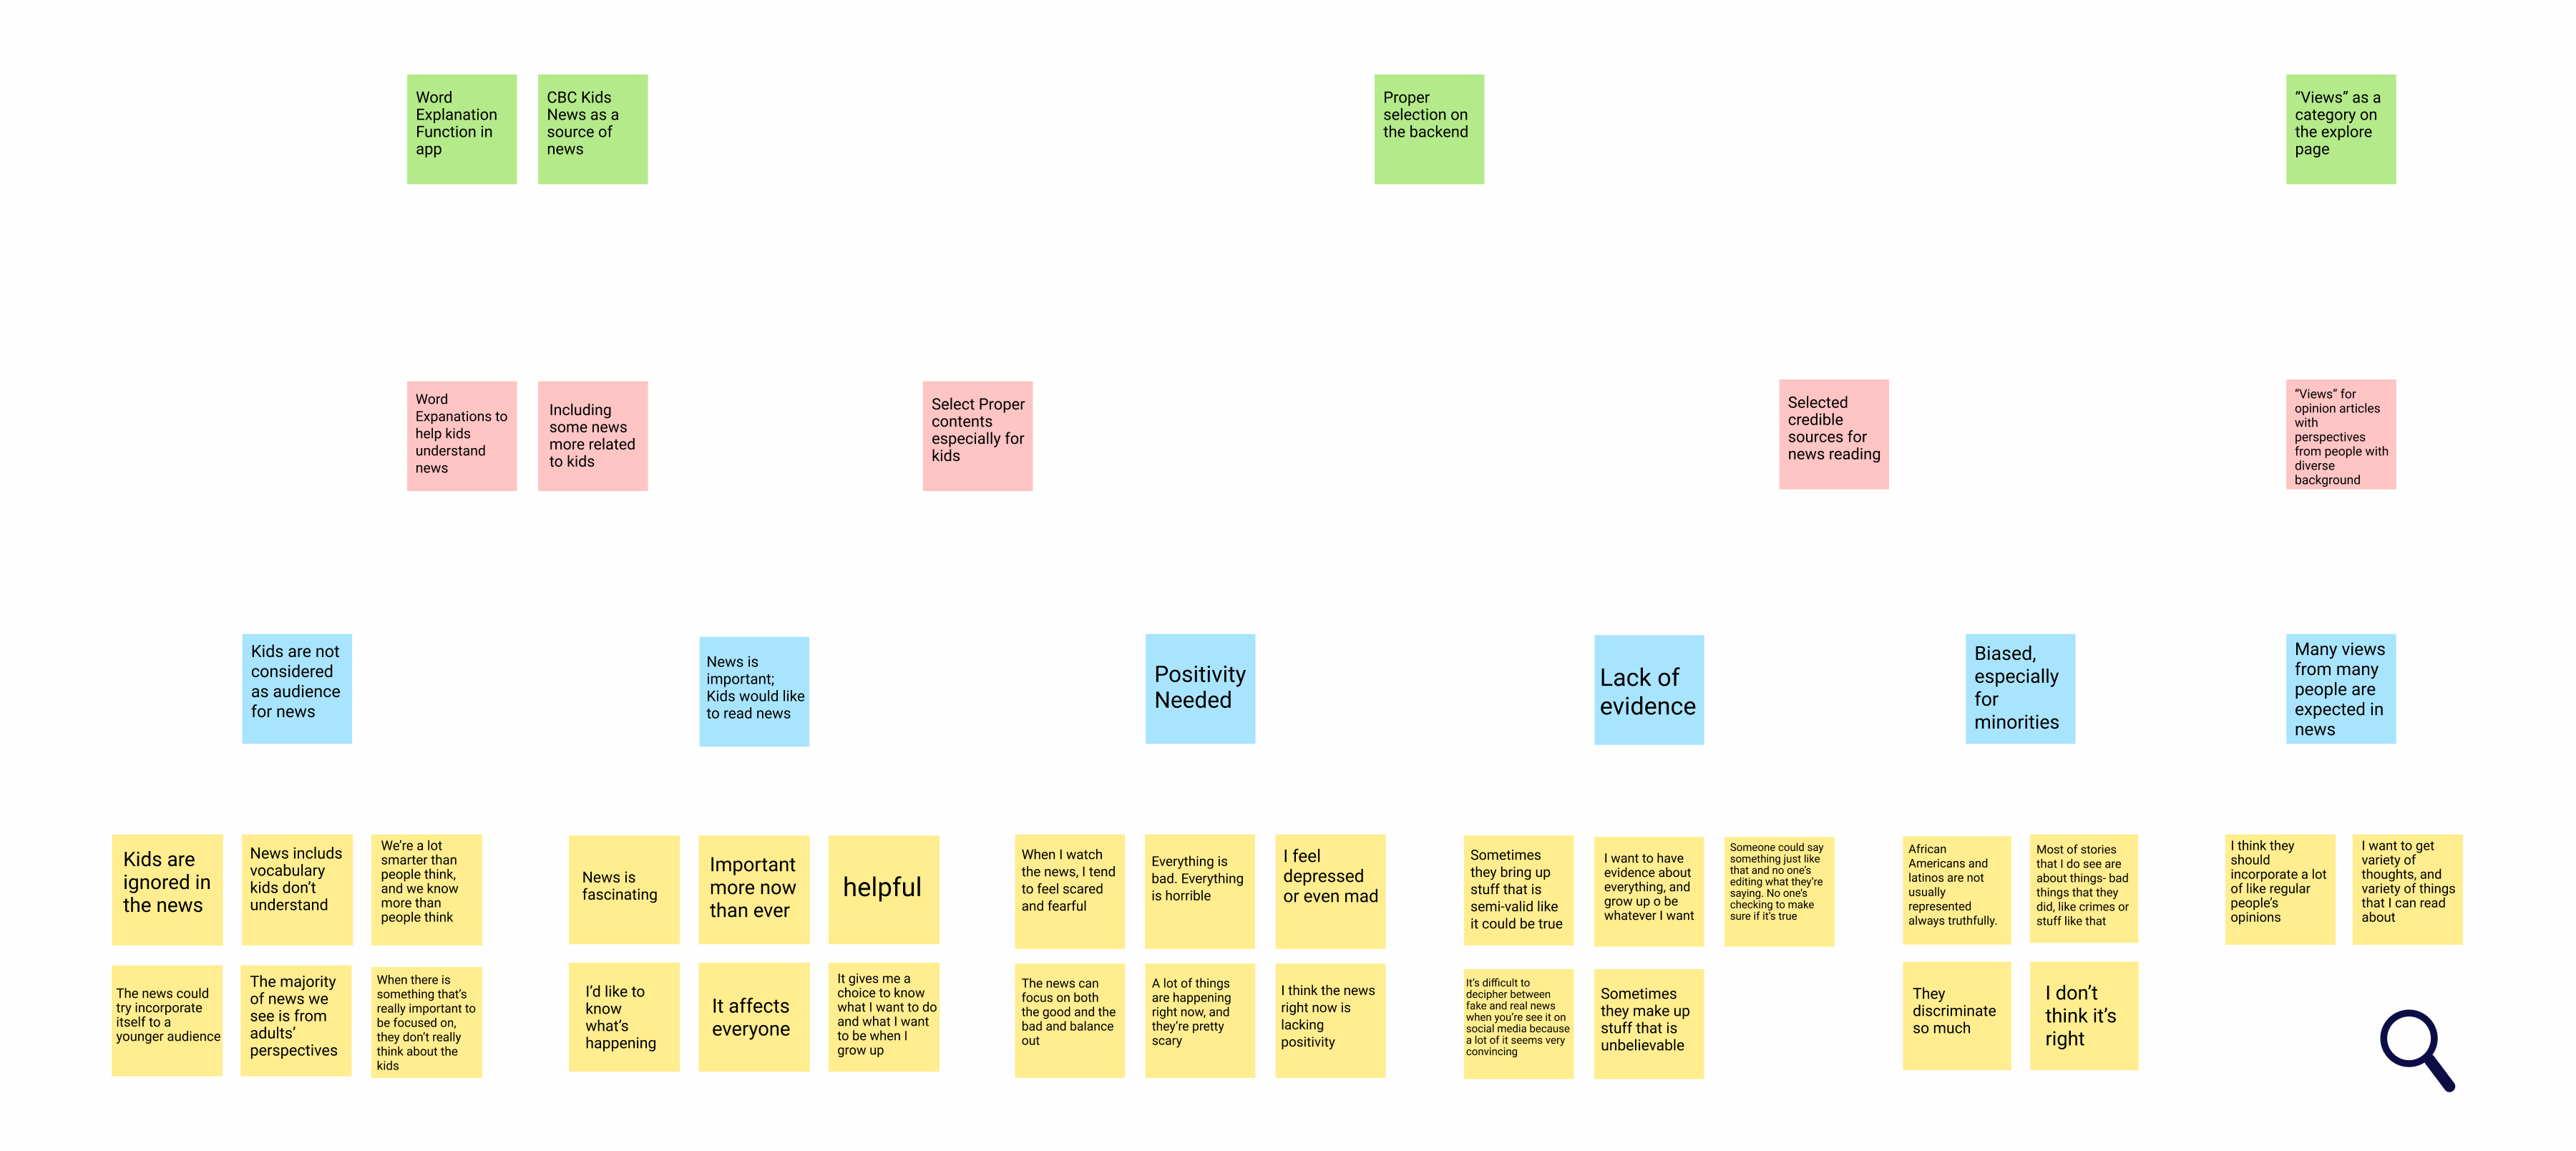 Word
Explanation
Function in
app
CBC Kids
News as a
source of
news
Proper
selection on
the backend
“Views” as a
category on
the explore
page
Word
Expanations to
help kids
understand
news
Including
some news
more related
to kids
Select Proper
contents
especially for
kids
Selected
credible
sources for
news reading
“Views” for
opinion articles
with
perspectives
from people with
diverse
background
Kids are not
considered
as audience
for news
News is
important;
Kids would like
to read news
Positivity
Needed
Lack of
evidence
Biased,
especially
for
minorities
Many views
from many
people are
expected in
news
Kids are
ignored in
the news
News includs
vocabulary
kids don’t
understand
We’re a lot
smarter than
people think,
and we know
more than
people think
News is
fascinating
Important
more now
than ever
helpful
When I watch
the news, I tend
to feel scared
and fearful
Everything is
bad. Everything
is horrible
I feel
depressed
or even mad
Sometimes
they bring up
stuff that is
semi-valid like
it could be true
I want to have
evidence about
everything, and
grow up o be
whatever I want
Someone could say
something just like
that and no one’s
editing what they’re
saying. No one’s
checking to make
sure if it’s true
African
Americans and
latinos are not
usually
represented
always truthfully.
Most of stories
that I do see are
about things- bad
things that they
did, like crimes or
stuff like that
I think they
should
incorporate a lot
of like regular
people’s
opinions
I want to get
variety of
thoughts, and
variety of things
that I can read
about
The news could
try incorporate
itself to a
younger audience
The majority
of news we
see is from
adults’
perspectives
When there is
something that’s
really important to
be focused on,
they don’t really
think about the
kids
I’d like to
know
what’s
happening
It affects
everyone
It gives me a
choice to know
what I want to do
and what I want
to be when I
grow up
The news can
focus on both
the good and the
bad and balance
out
A lot of things
are happening
right now, and
they’re pretty
scary
I think the news
right now is
lacking
positivity
It’s difficult to
decipher between
fake and real news
when you’re see it on
social media because
a lot of it seems very
convincing
Sometimes
they make up
stuff that is
unbelievable
They
discriminate
so much
I don’t
think it’s
right